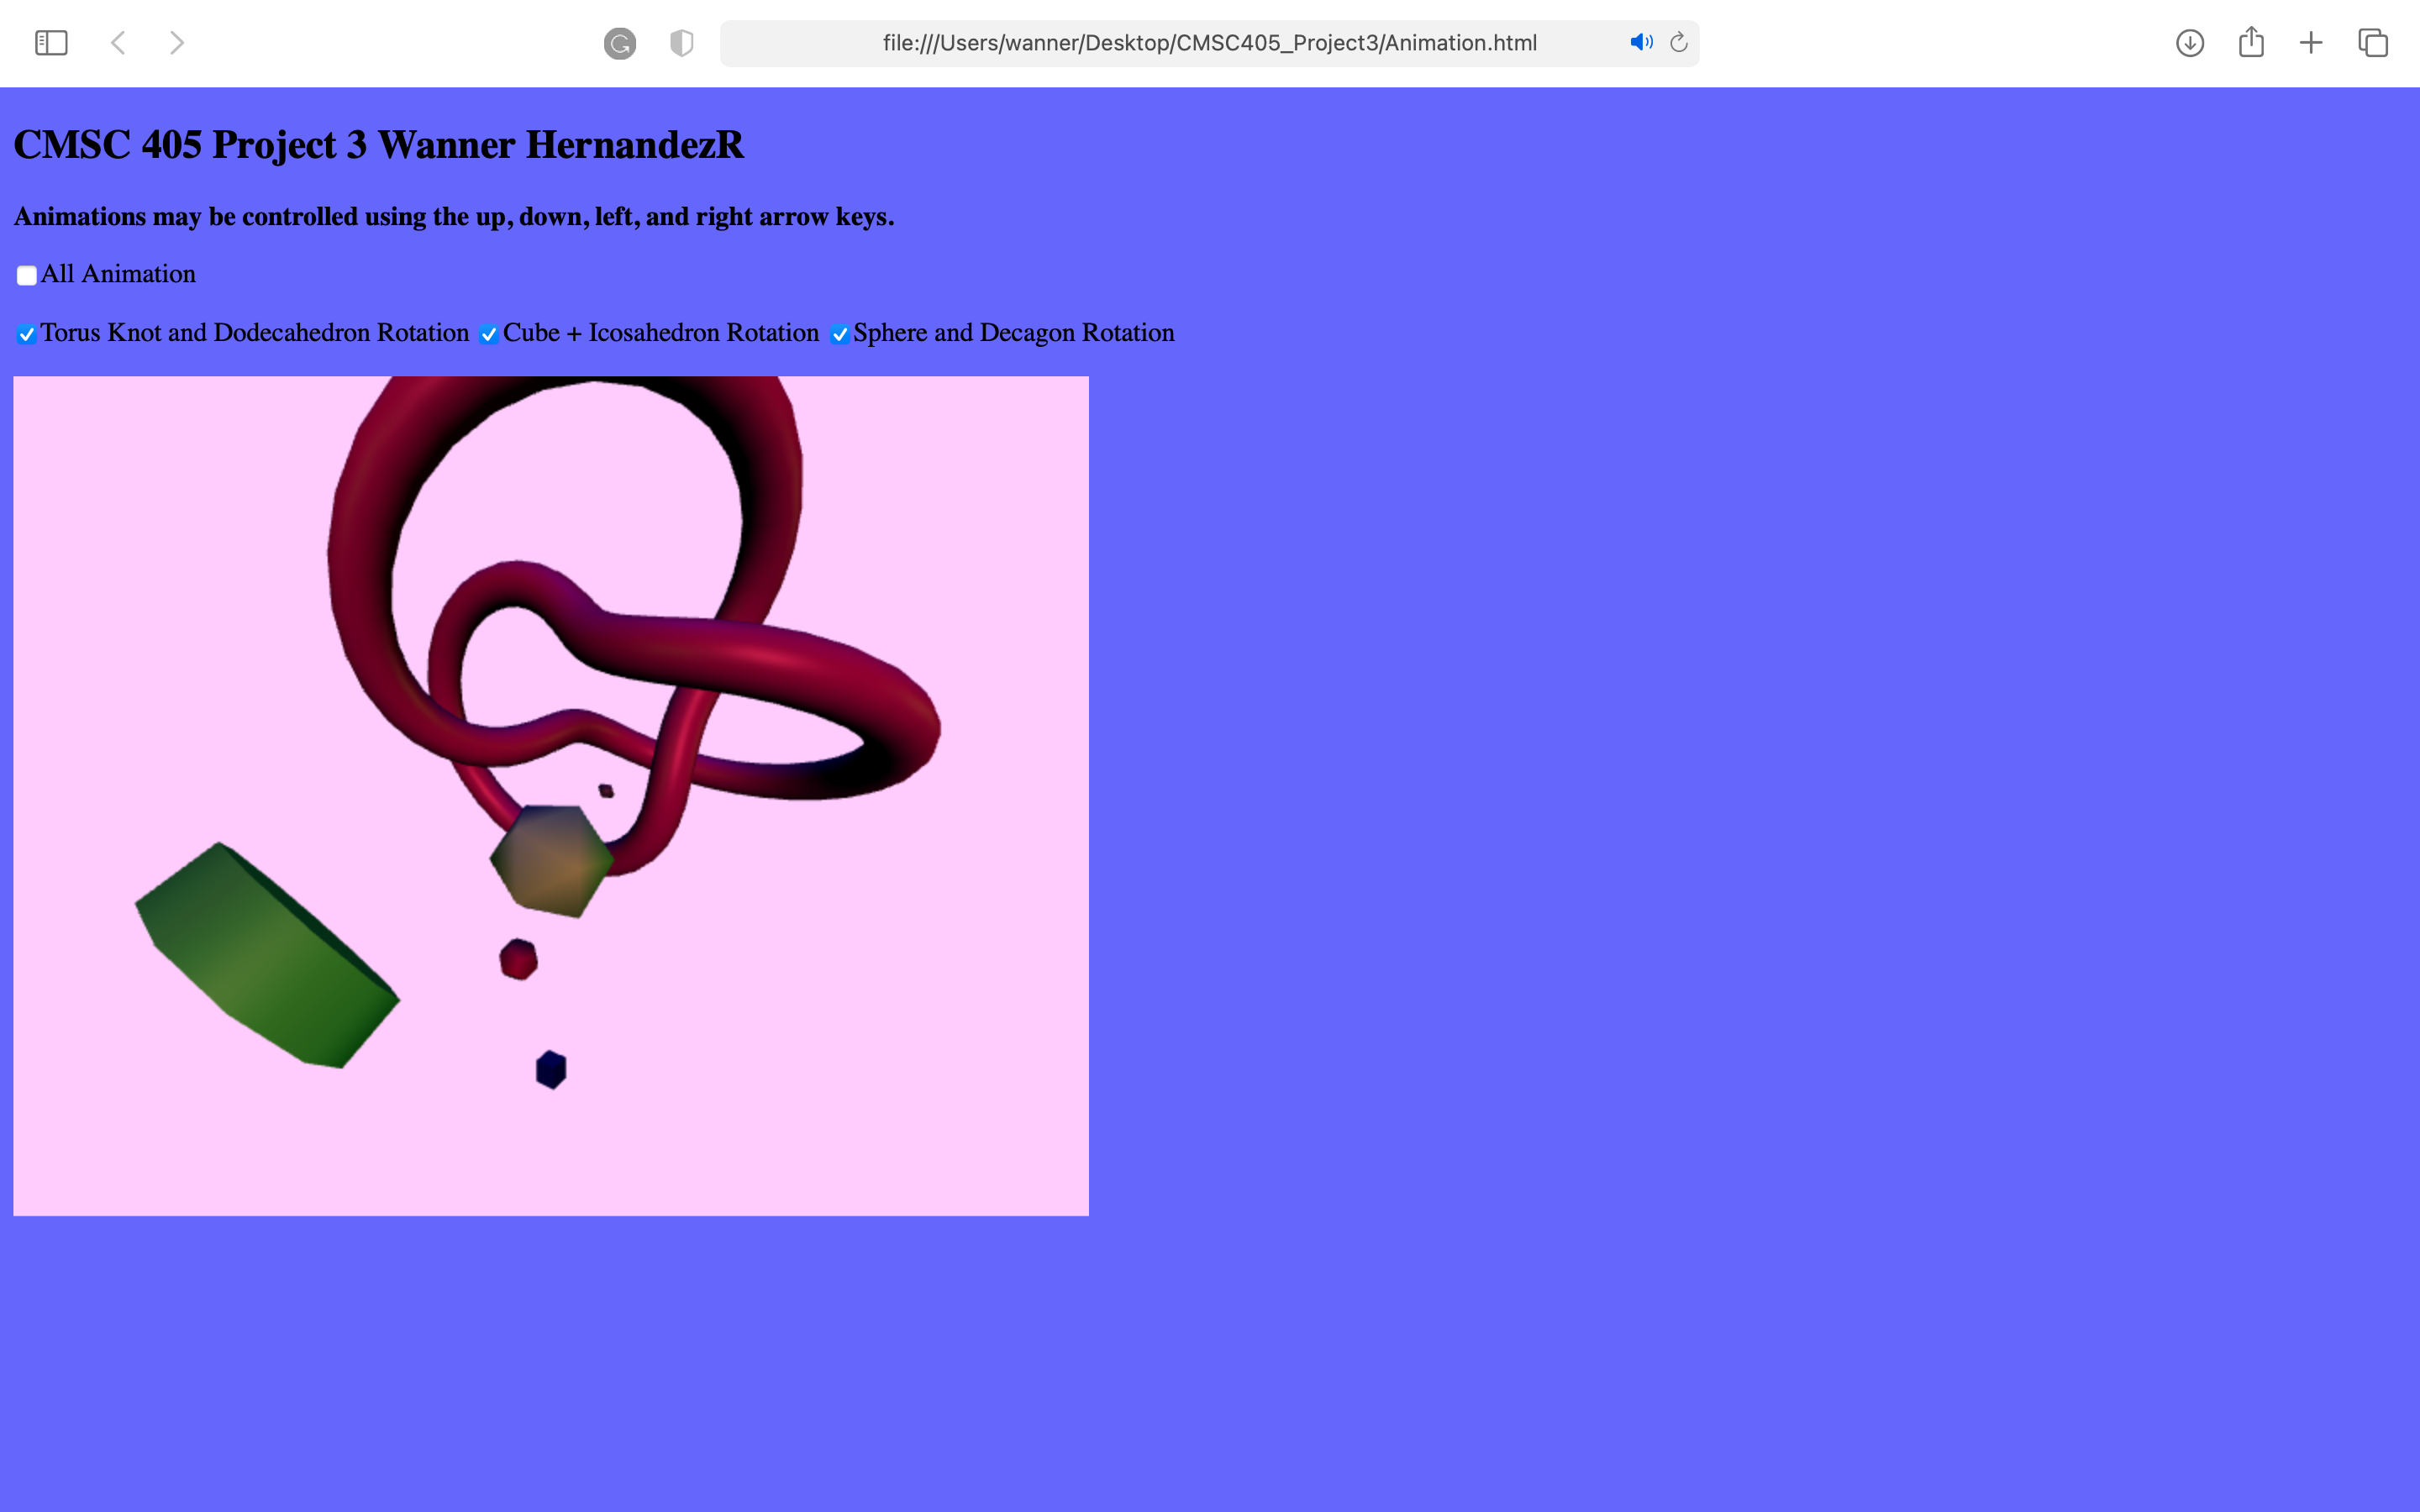 file:///Users/wanner/Desktop/CMSC405_Project3/Animation.html
CMSC 405 Project 3 Wanner HernandezR
Animations may be controlled using the up, down, left, and right arrow keys.
All Animation
Torus Knot and Dodecahedron Rotation Cube + Icosahedron Rotation Sphere and Decagon Rotation